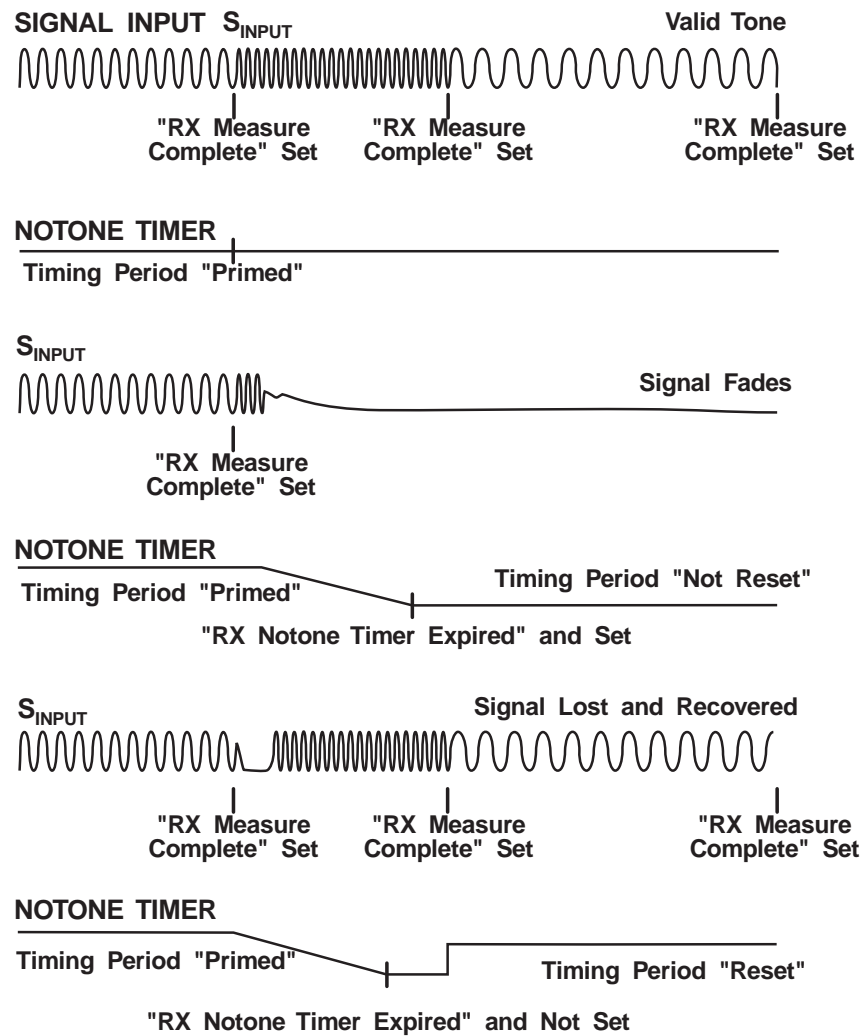 SIGNAL INPUT SINPUT Valid Tone
"RX Measure "RX Measure "RX Measure
Complete" Set Complete" Set Complete" Set
NOTONE TIMER
Timing Period "Primed"
SINPUT
Signal Fades
"RX Measure
Complete" Set
NOTONE TIMER
Timing Period "Primed" Timing Period "Not Reset"
"RX Notone Timer Expired" and Set
SINPUT Signal Lost and Recovered
"RX Measure "RX Measure "RX Measure
Complete" Set Complete" Set Complete" Set
NOTONE TIMER
Timing Period "Primed" Timing Period "Reset"
"RX Notone Timer Expired" and Not Set